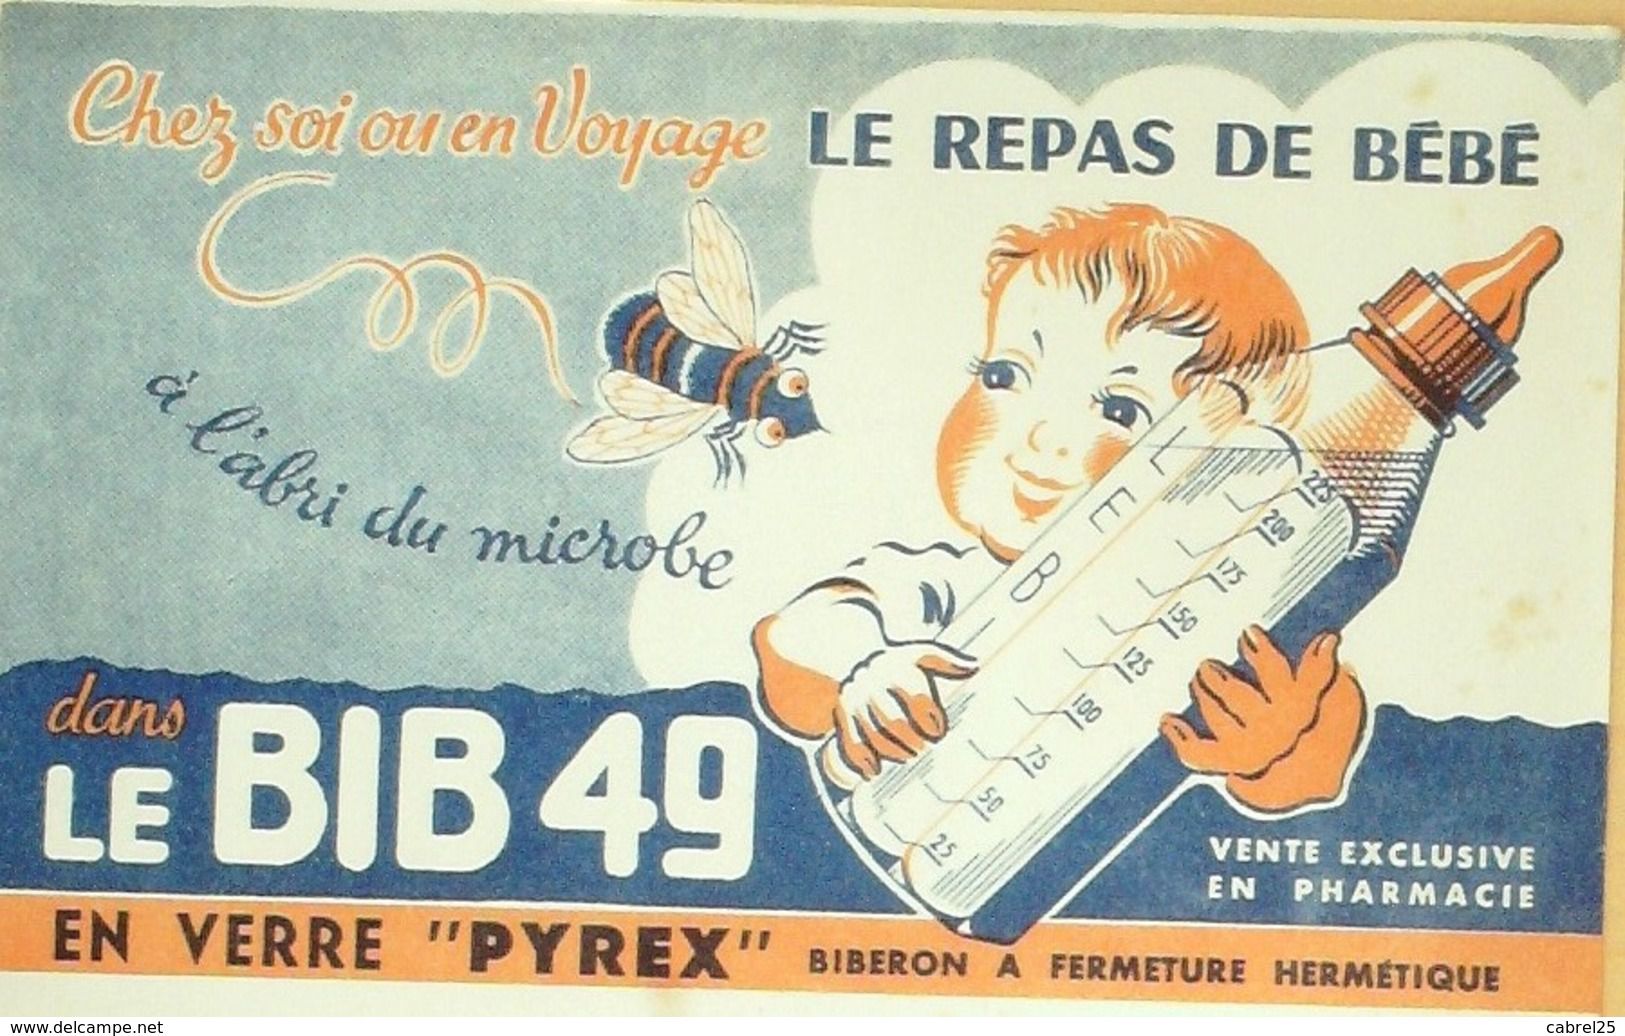 Chez soi ou en Voyage
LE REPAS DE BÉBÉ
à l'abri du microbe
dans
LE BIB 49
LE BI
225
200
175
150
125
100
75
50
25
VENTE EXCLUSIVE
EN PHARMACIE
EN VERRE "PYREX" BIBERON A FERMETURE HERMÉTIQUE
www.delcampe.net
cabrel25